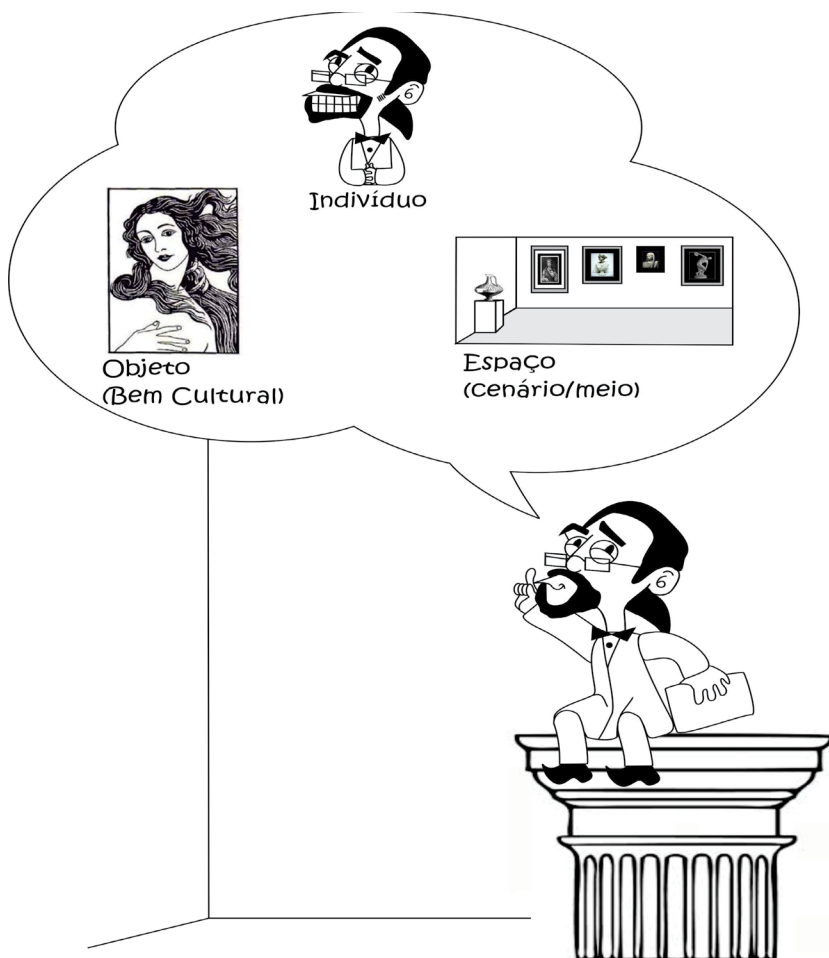 Indivíduo
Objeto
(Bem Cultural)
Espaço
(cenário/meio)